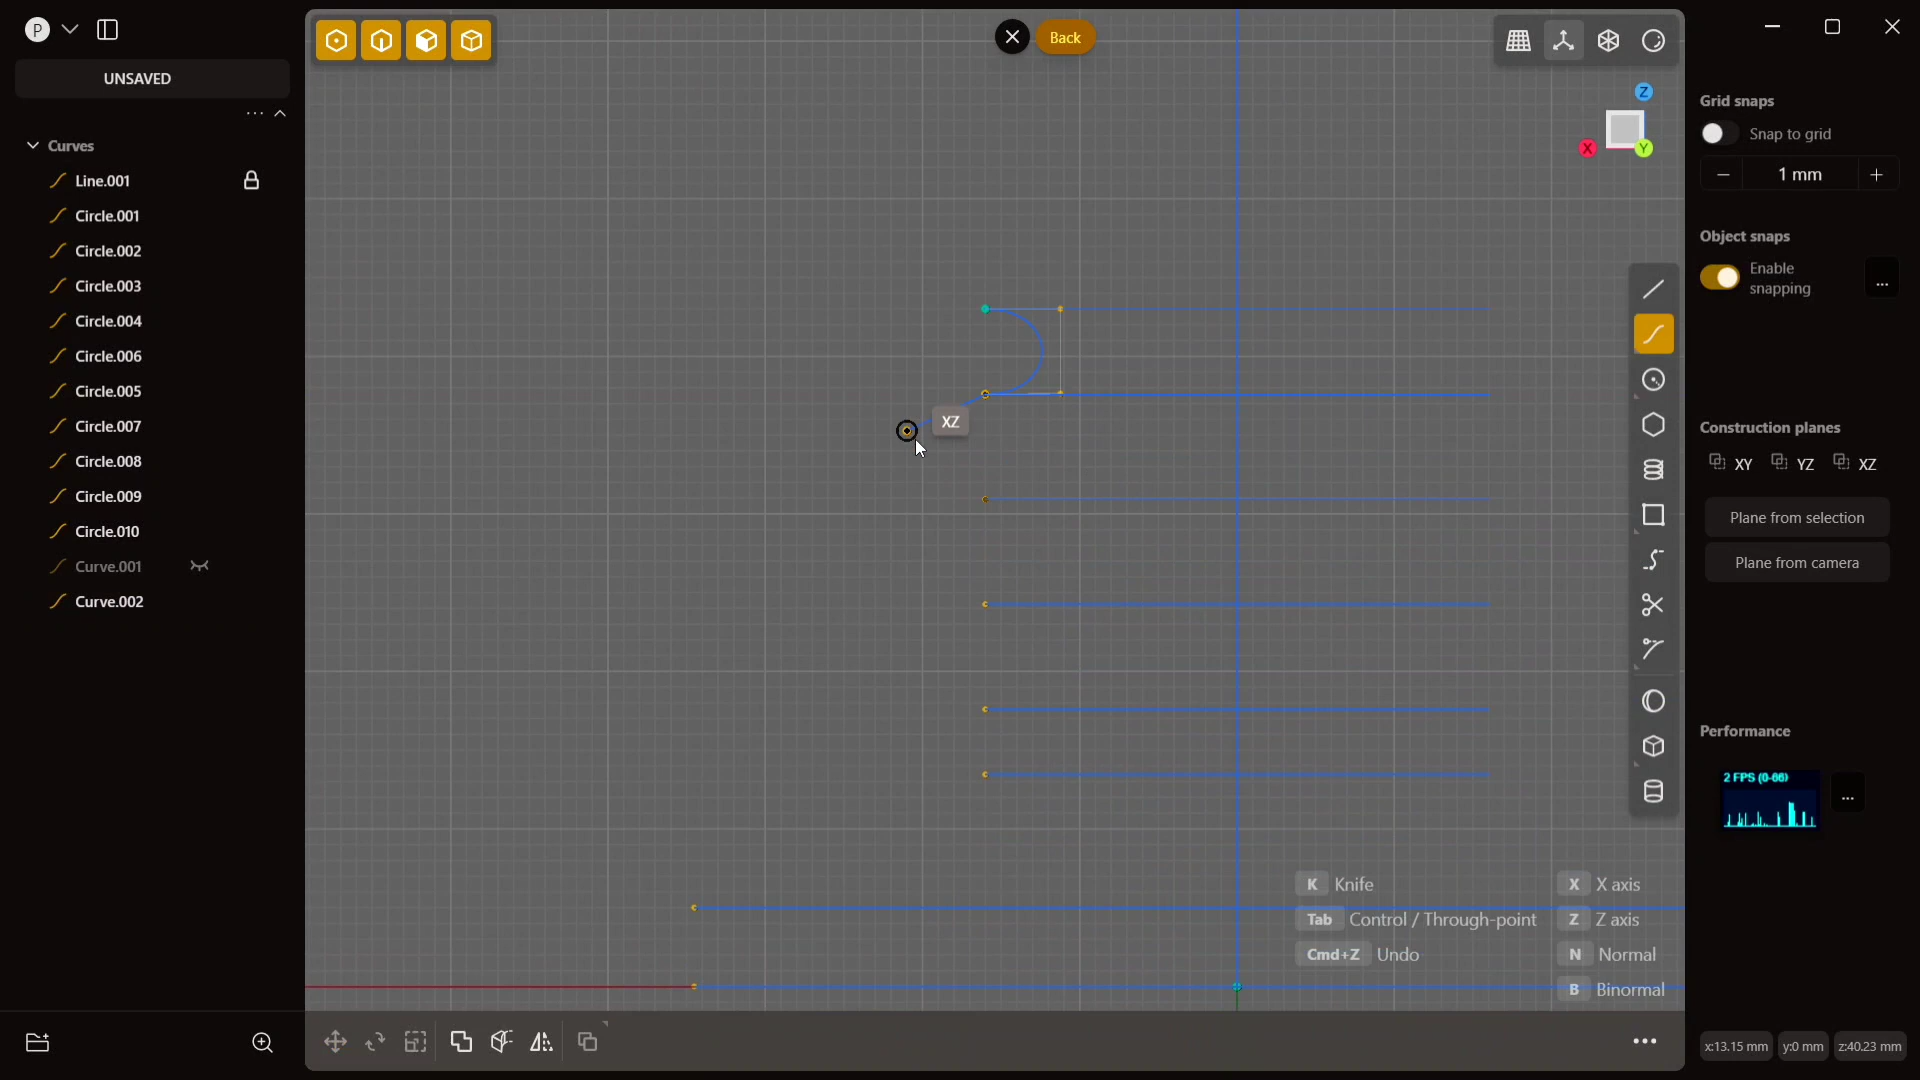 P
UNSAVED
Curves
Line.001
Circle.001
Circle.002
Circle.003
Circle.004
Circle.006
Circle.005
Circle.007
Circle.008
Circle.009
Circle.010
Curve.001
Curve.002
Back
Z
X
Y
XZ
K Knife
X X axis
Tab Control / Through-point
Z Z axis
Cmd+Z Undo
N Normal
B Binormal
Grid snaps
Snap to grid
1 mm
Object snaps
Enable
snapping
...
Construction planes
XY YZ XZ
Plane from selection
Plane from camera
Performance
2 FPS (0-66)
...
x:13.15 mm y:0 mm z:40.23 mm